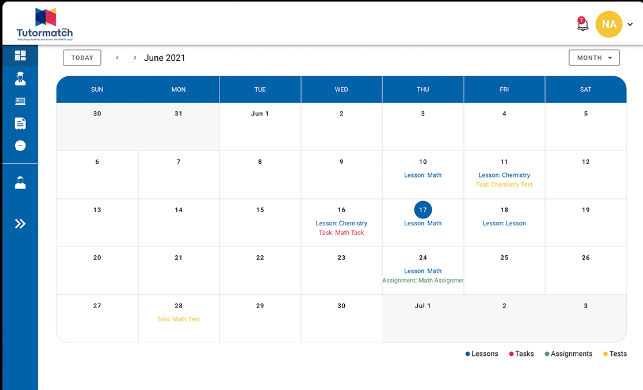 Tutormatch
2
NA
TODAY
June 2021
MONTH
SUN MON TUE WED THU FRI SAT
30 31 Jun 1 2 3 4 5
6 7 8 9 10 11 12
Lesson: Math Lesson: Chemistry
Test: Chemistry Test
13 14 15 16 17 18 19
Lesson: Chemistry Lesson: Math Lesson: Lesson
Task: Math Task
20 21 22 23 24 25 26
Lesson: Math
Assignment: Math Assignmer
27 28 29 30 Jul 1 2 3
Test: Math Test
Lessons Tasks Assignments Tests